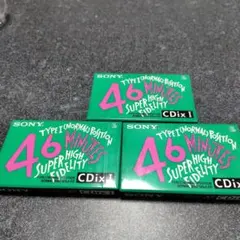 SONY
TYPE I (NORMAL) POSITION
46 MINUTES
SUPER HIGH FIDELITY
CDix I
SONY
TYPE I (NORMAL) POSITION
46 MINUTES
SUPER HIGH FIDELITY
CDix I
SONY
TYPE I (NORMAL) POSITION
46 MINUTES
SUPER HIGH FIDELITY
CDix I